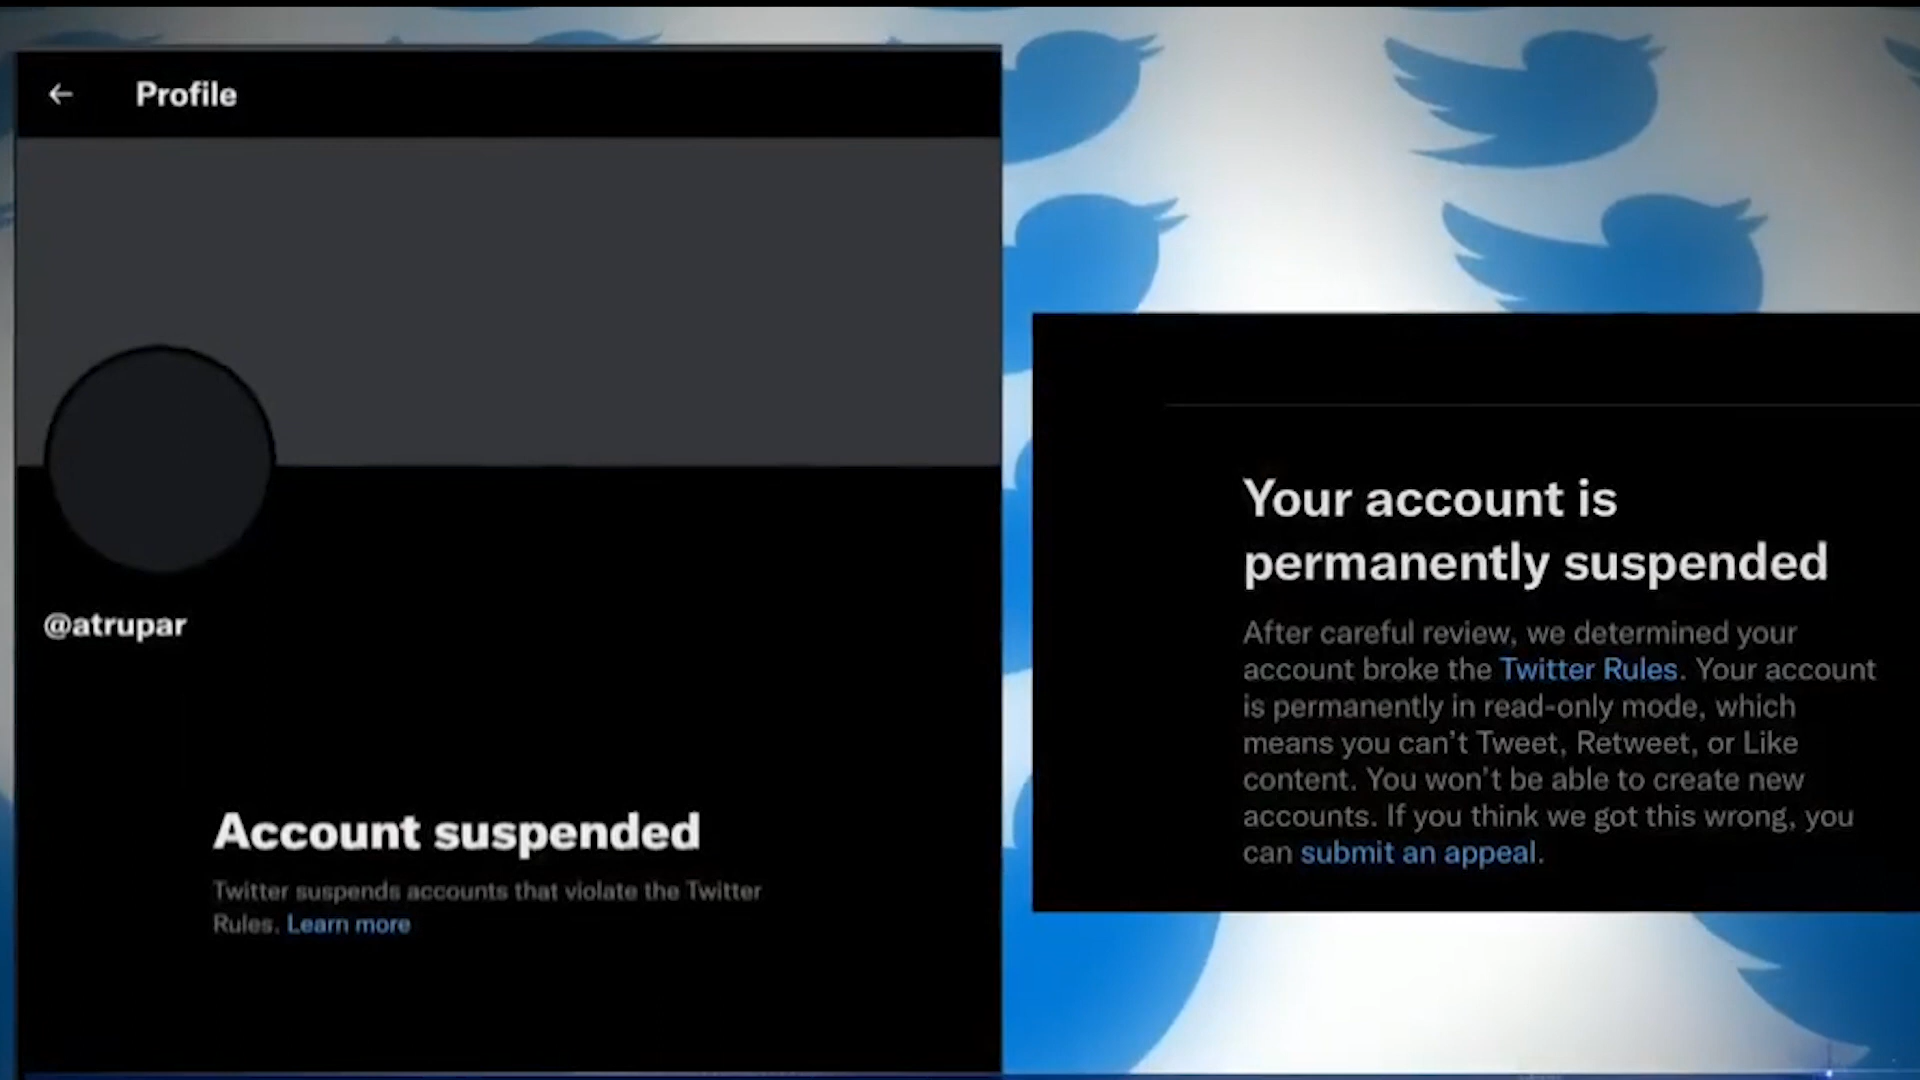 Profile
@atrupar
Account suspended
Twitter suspends accounts that violate the Twitter
Rules. Learn more
Your account is
permanently suspended
After careful review, we determined your
account broke the Twitter Rules. Your account
is permanently in read-only mode, which
means you can’t Tweet, Retweet, or Like
content. You won’t be able to create new
accounts. If you think we got this wrong, you
can submit an appeal.